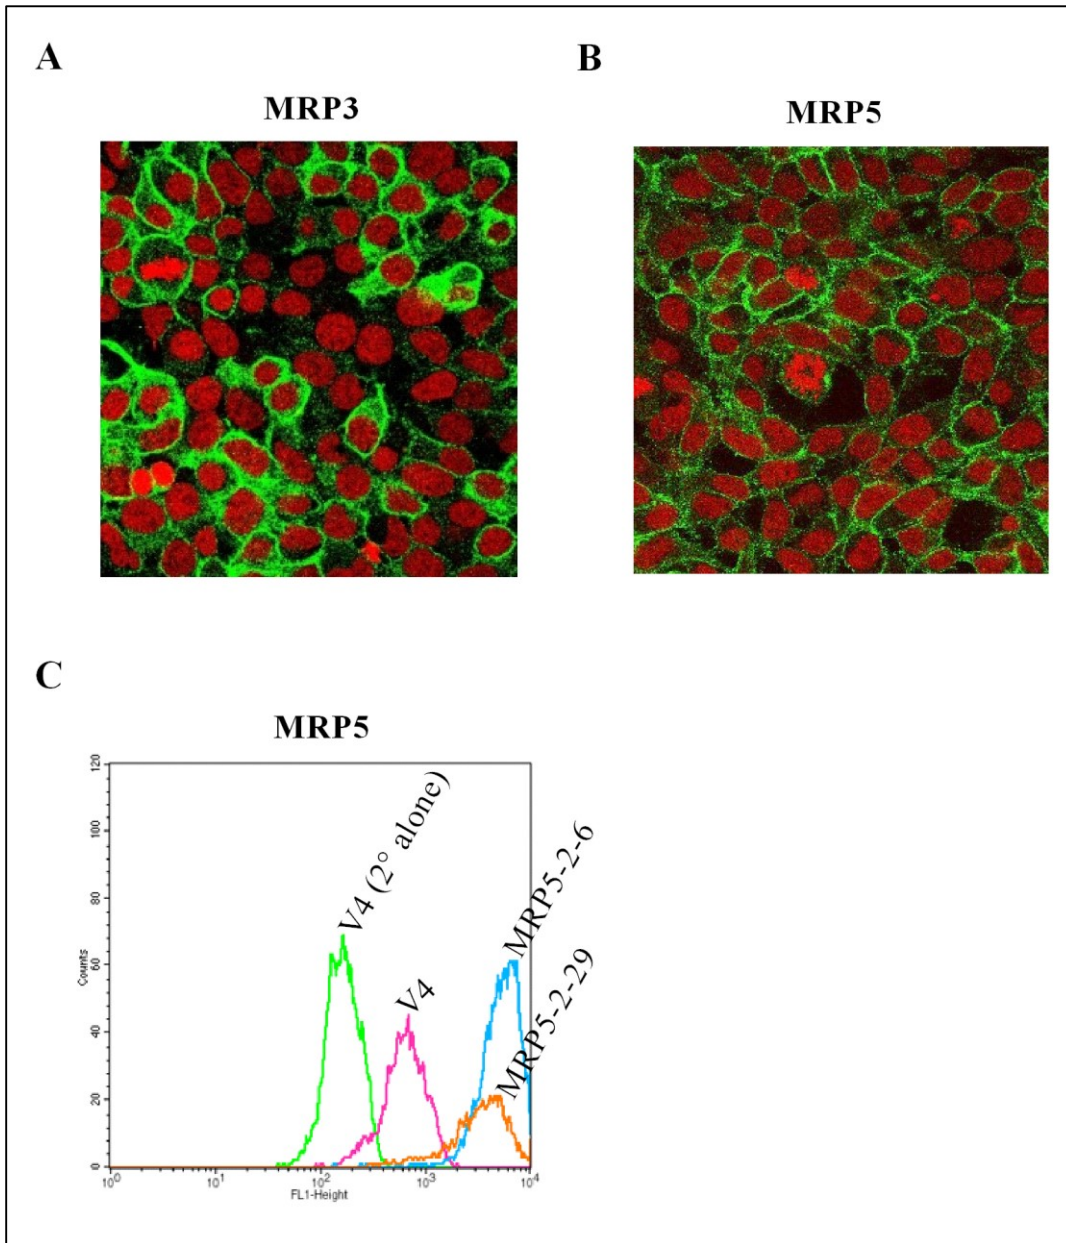 A
B
MRP3
MRP5
C
MRP5
120
100
80
60
40
20
0
Counts
V4 (2° alone)
V4
MRP5-2-6
MRP5-2-29
10⁰
10¹
10²
10³
10⁴
FL1-Height